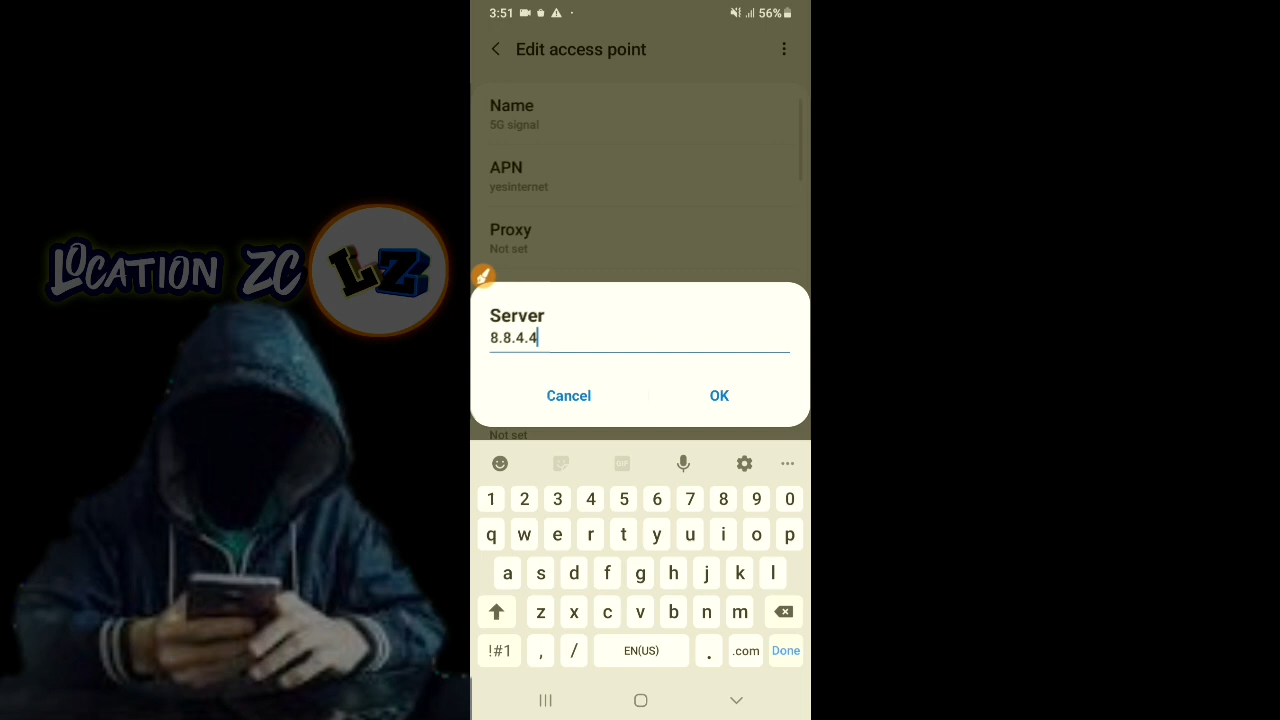 3:51
56%
Edit access point
Name
5G signal
APN
yesinternet
Proxy
Not set
LOCATION ZC
LZ
Server
8.8.4.4
Cancel
OK
Not set
GIF
1 2 3 4 5 6 7 8 9 0
q w e r t y u i o p
a s d f g h j k l
z x c v b n m
!#1 , / EN(US) . .com Done